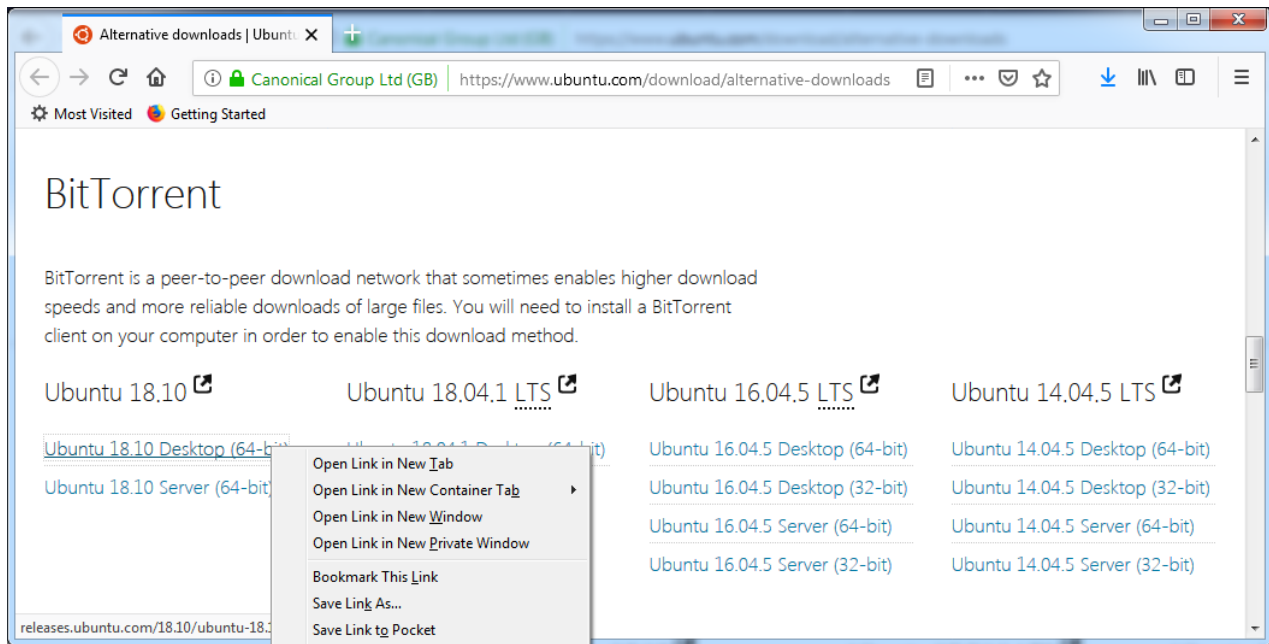 Alternative downloads | Ubuntu
Canonical Group Ltd (GB) https://www.ubuntu.com/download/alternative-downloads
Most Visited Getting Started
BitTorrent
BitTorrent is a peer-to-peer download network that sometimes enables higher download
speeds and more reliable downloads of large files. You will need to install a BitTorrent
client on your computer in order to enable this download method.
Ubuntu 18.10 Ubuntu 18.04.1 LTS Ubuntu 16.04.5 LTS Ubuntu 14.04.5 LTS
Ubuntu 18.10 Desktop (64-bit) Ubuntu 18.04.1 Desktop (64-bit) Ubuntu 16.04.5 Desktop (64-bit) Ubuntu 14.04.5 Desktop (64-bit)
Ubuntu 18.10 Server (64-bit) Ubuntu 16.04.5 Desktop (32-bit) Ubuntu 14.04.5 Desktop (32-bit)
Ubuntu 16.04.5 Server (64-bit) Ubuntu 14.04.5 Server (64-bit)
Ubuntu 16.04.5 Server (32-bit) Ubuntu 14.04.5 Server (32-bit)
Open Link in New Tab
Open Link in New Container Tab
Open Link in New Window
Open Link in New Private Window
Bookmark This Link
Save Link As...
Save Link to Pocket
releases.ubuntu.com/18.10/ubuntu-18.